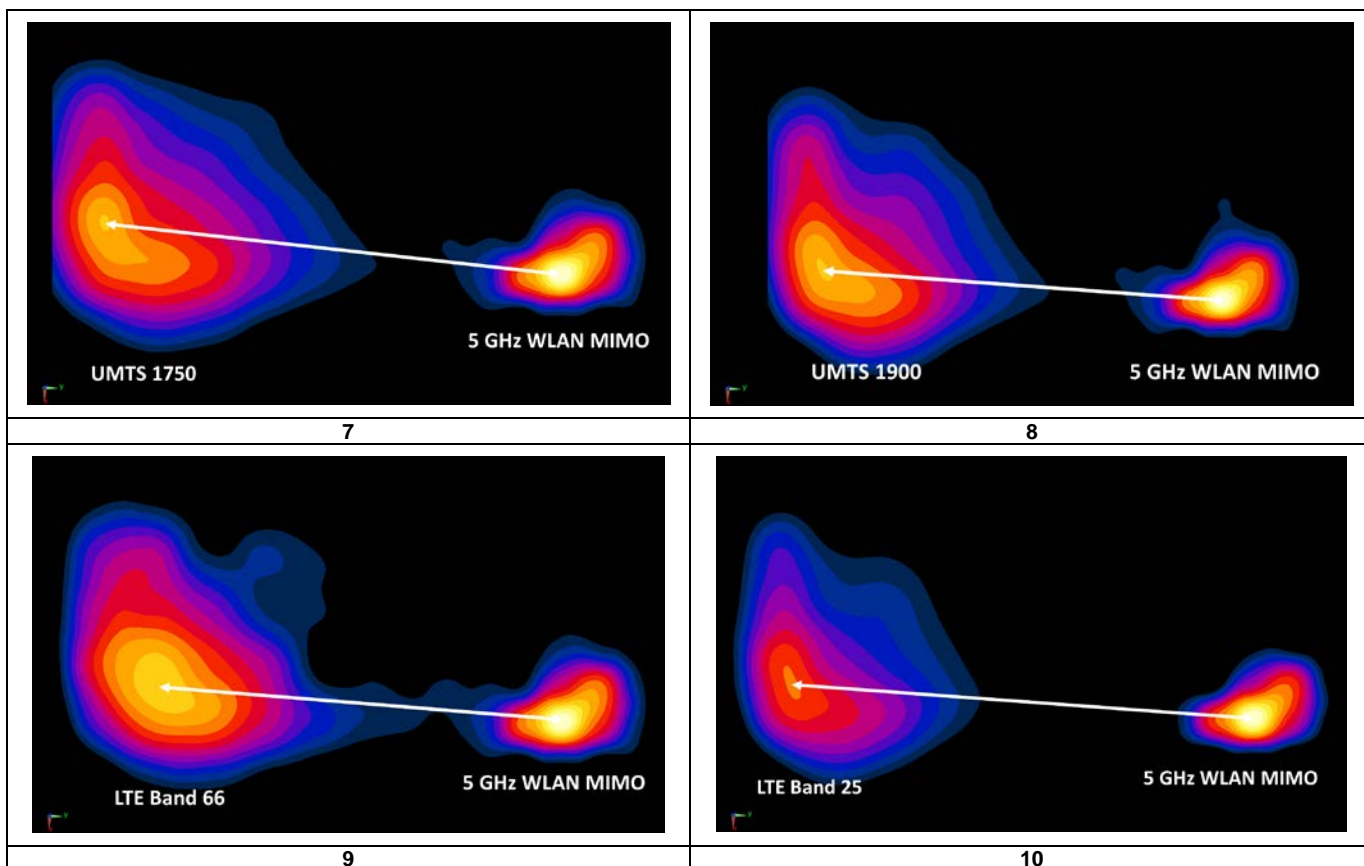 5 GHz WLAN MIMO
UMTS 1750
5 GHz WLAN MIMO
UMTS 1900
7
8
5 GHz WLAN MIMO
LTE Band 66
5 GHz WLAN MIMO
LTE Band 25
9
10